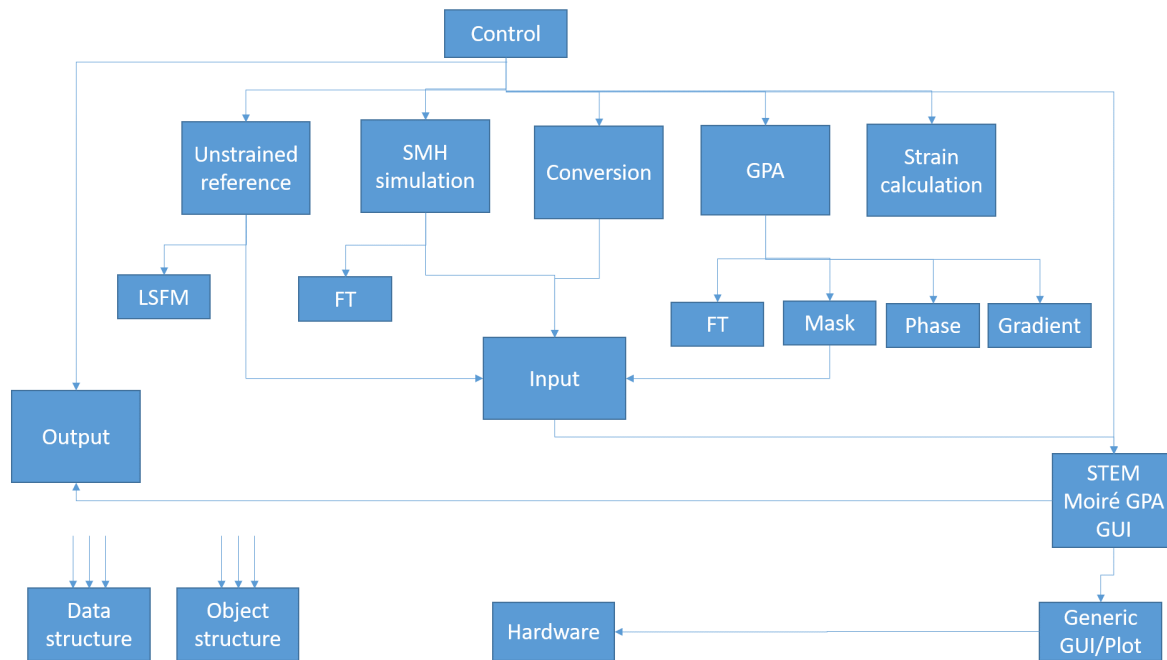 Control
Unstrained
reference
SMH
simulation
Conversion
GPA
Strain
calculation
LSFM
FT
FT
Mask
Phase
Gradient
Input
Output
STEM
Moiré GPA
GUI
Data
structure
Object
structure
Hardware
Generic
GUI/Plot